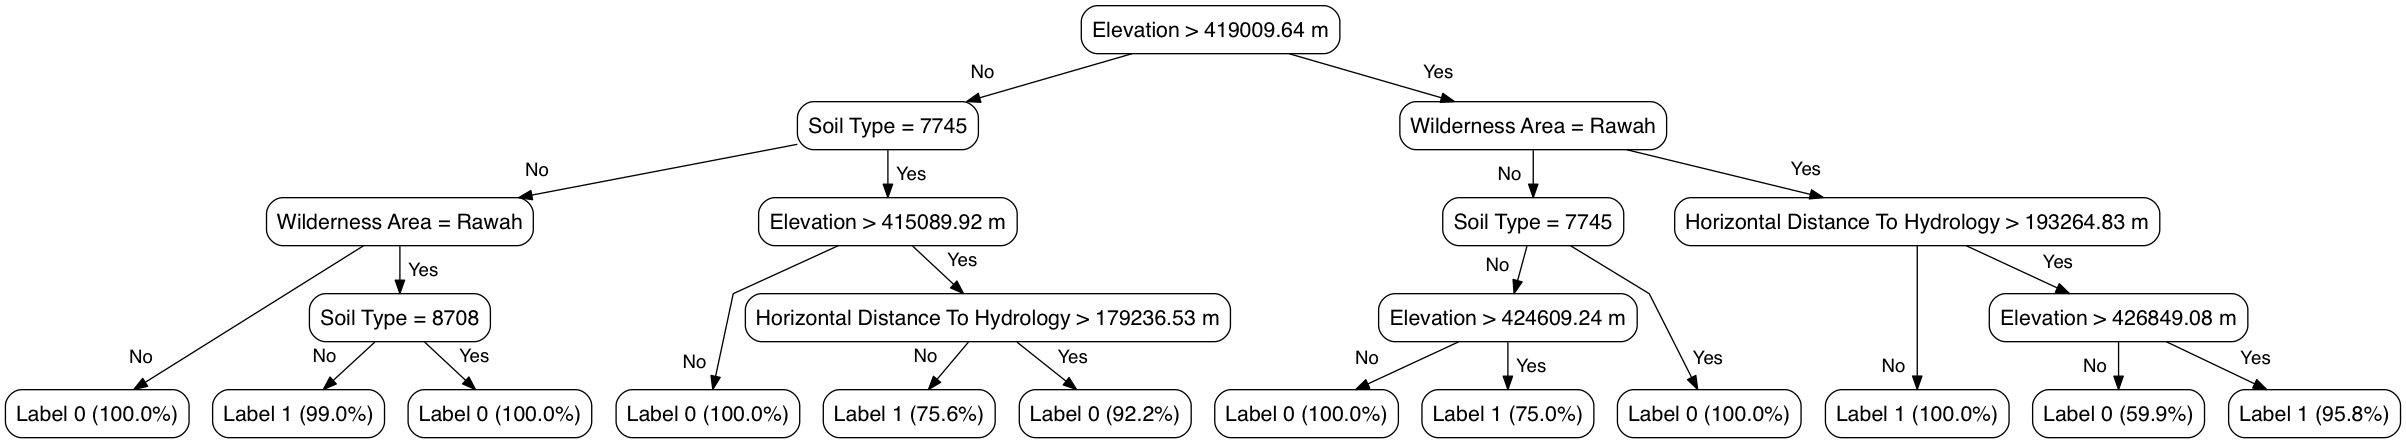 Elevation > 419009.64 m
No
Yes
Soil Type = 7745
Wilderness Area = Rawah
No
Yes
No
Yes
Wilderness Area = Rawah
Elevation > 415089.92 m
Soil Type = 7745
Horizontal Distance To Hydrology > 193264.83 m
Yes
Yes
No
Yes
Soil Type = 8708
Horizontal Distance To Hydrology > 179236.53 m
Elevation > 424609.24 m
Elevation > 426849.08 m
No
No
Yes
No
No
Yes
No
Yes
Yes
No
No
Yes
Label 0 (100.0%)
Label 1 (99.0%)
Label 0 (100.0%)
Label 0 (100.0%)
Label 1 (75.6%)
Label 0 (92.2%)
Label 0 (100.0%)
Label 1 (75.0%)
Label 0 (100.0%)
Label 1 (100.0%)
Label 0 (59.9%)
Label 1 (95.8%)